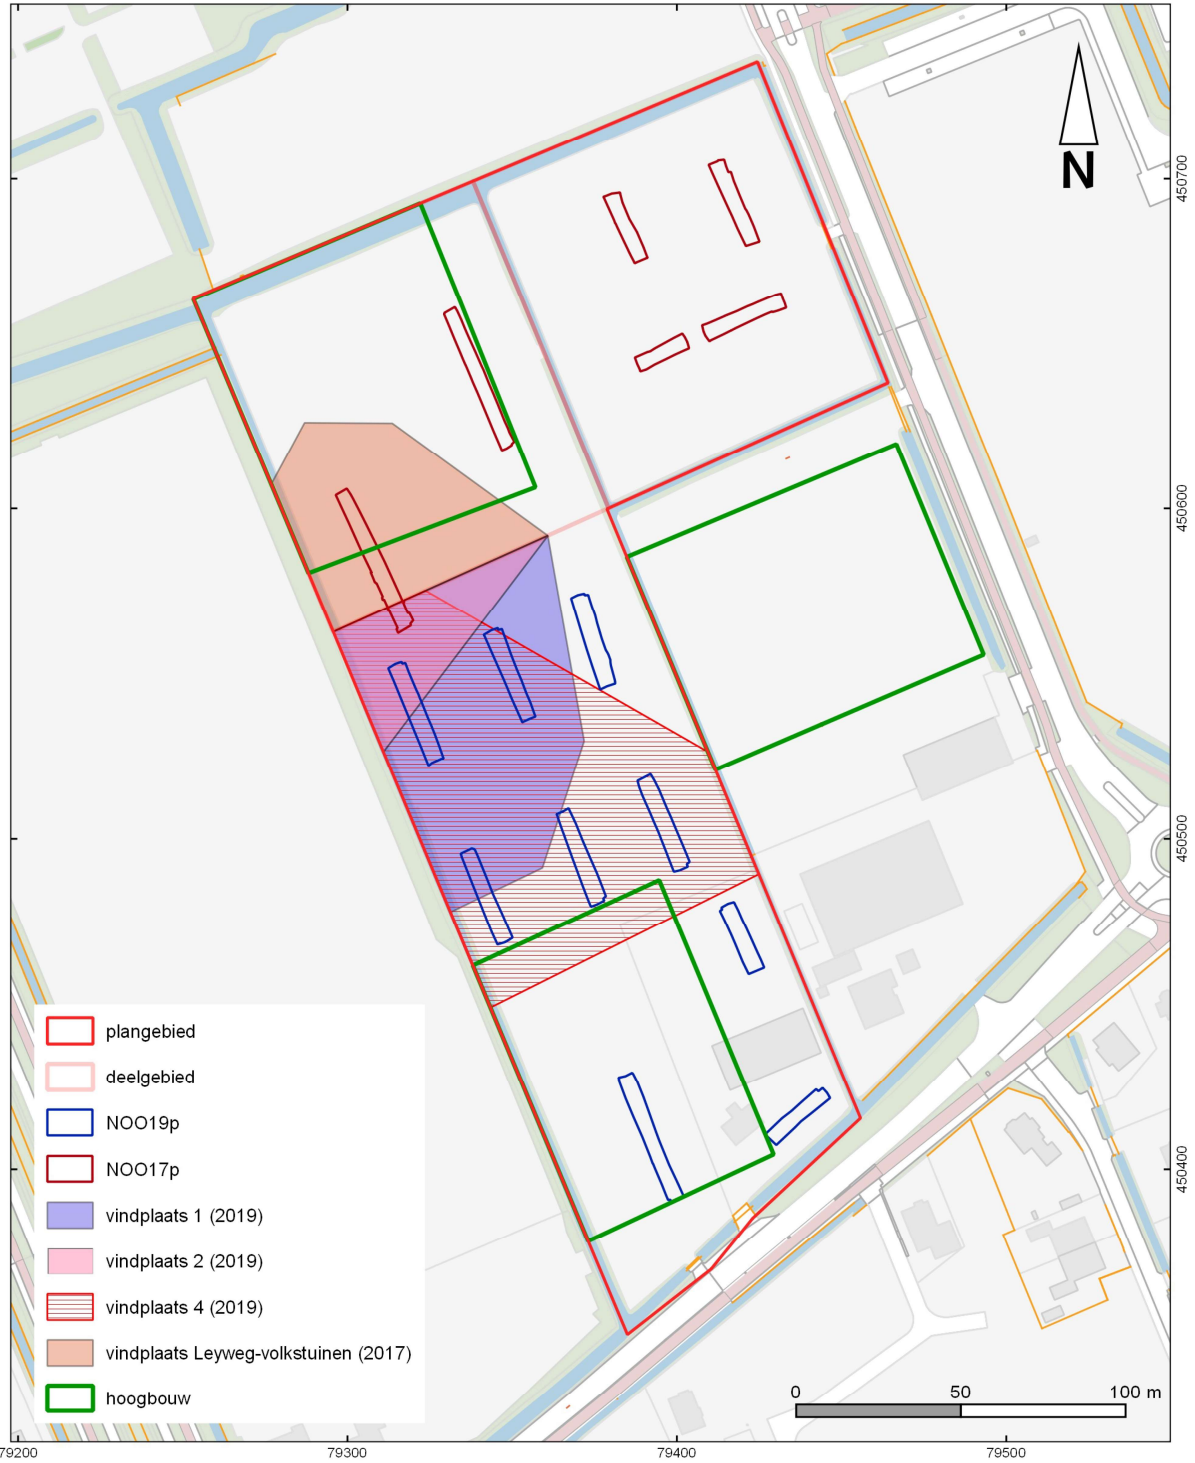 N
450700
450600
450500
450400
plangebied
deelgebied
NOO19p
NOO17p
vindplaats 1 (2019)
vindplaats 2 (2019)
vindplaats 4 (2019)
vindplaats Leyweg-volkstuinen (2017)
hoogbouw
0 50 100 m
79200 79300 79400 79500